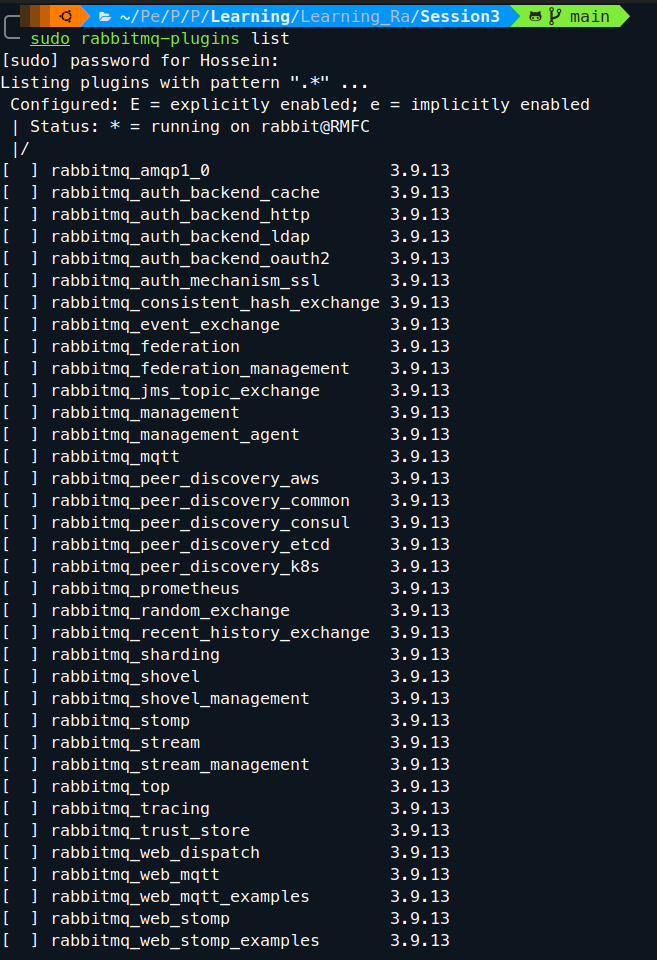 ~/Pe/P/P/Learning/Learning_Ra/Session3 main
sudo rabbitmq-plugins list
[sudo] password for Hossein:
Listing plugins with pattern ".*" ...
 Configured: E = explicitly enabled; e = implicitly enabled
 | Status: * = running on rabbit@RMFC
 |/
[  ] rabbitmq_amqp1_0                  3.9.13
[  ] rabbitmq_auth_backend_cache       3.9.13
[  ] rabbitmq_auth_backend_http        3.9.13
[  ] rabbitmq_auth_backend_ldap        3.9.13
[  ] rabbitmq_auth_backend_oauth2      3.9.13
[  ] rabbitmq_auth_mechanism_ssl       3.9.13
[  ] rabbitmq_consistent_hash_exchange 3.9.13
[  ] rabbitmq_event_exchange           3.9.13
[  ] rabbitmq_federation               3.9.13
[  ] rabbitmq_federation_management    3.9.13
[  ] rabbitmq_jms_topic_exchange       3.9.13
[  ] rabbitmq_management               3.9.13
[  ] rabbitmq_management_agent         3.9.13
[  ] rabbitmq_mqtt                     3.9.13
[  ] rabbitmq_peer_discovery_aws       3.9.13
[  ] rabbitmq_peer_discovery_common    3.9.13
[  ] rabbitmq_peer_discovery_consul    3.9.13
[  ] rabbitmq_peer_discovery_etcd      3.9.13
[  ] rabbitmq_peer_discovery_k8s       3.9.13
[  ] rabbitmq_prometheus               3.9.13
[  ] rabbitmq_random_exchange          3.9.13
[  ] rabbitmq_recent_history_exchange  3.9.13
[  ] rabbitmq_sharding                 3.9.13
[  ] rabbitmq_shovel                   3.9.13
[  ] rabbitmq_shovel_management        3.9.13
[  ] rabbitmq_stomp                    3.9.13
[  ] rabbitmq_stream                   3.9.13
[  ] rabbitmq_stream_management        3.9.13
[  ] rabbitmq_top                      3.9.13
[  ] rabbitmq_tracing                  3.9.13
[  ] rabbitmq_trust_store              3.9.13
[  ] rabbitmq_web_dispatch             3.9.13
[  ] rabbitmq_web_mqtt                 3.9.13
[  ] rabbitmq_web_mqtt_examples        3.9.13
[  ] rabbitmq_web_stomp                3.9.13
[  ] rabbitmq_web_stomp_examples       3.9.13